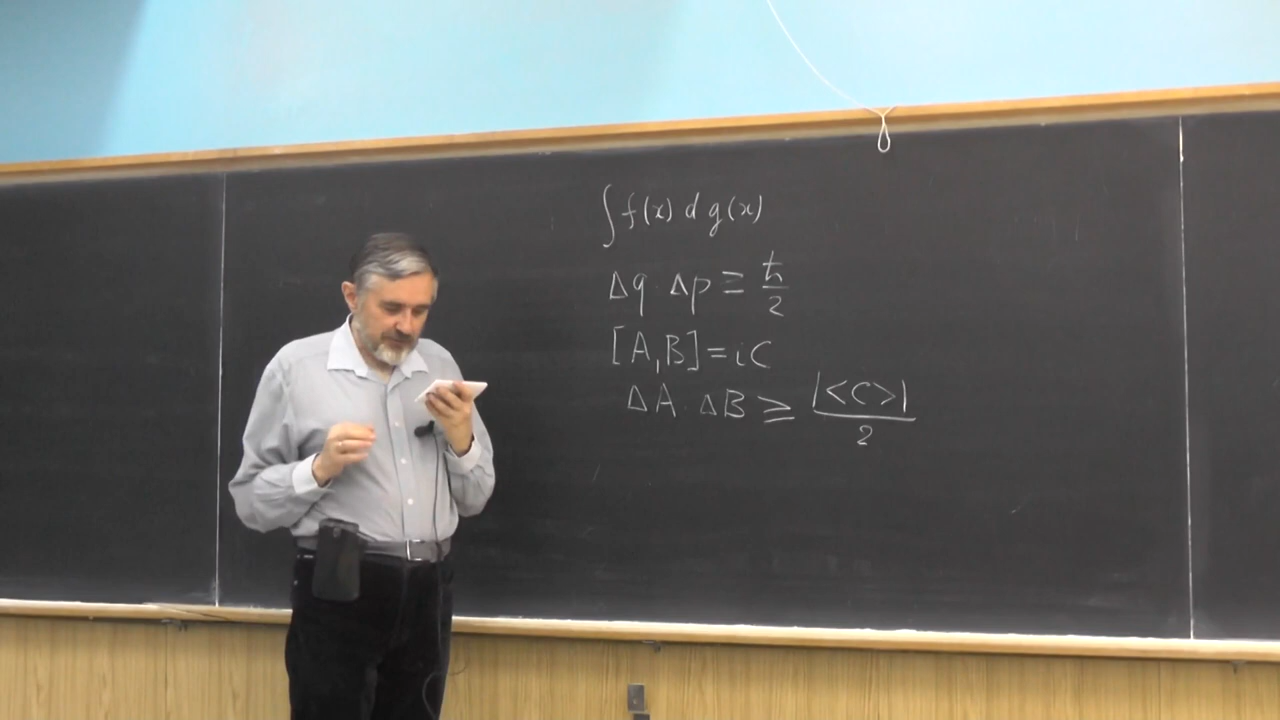 ∫ f(x) d g(x)
Δq · Δp ≥ ħ/2
[A, B] = iC
ΔA · ΔB ≥ |<C>|/2